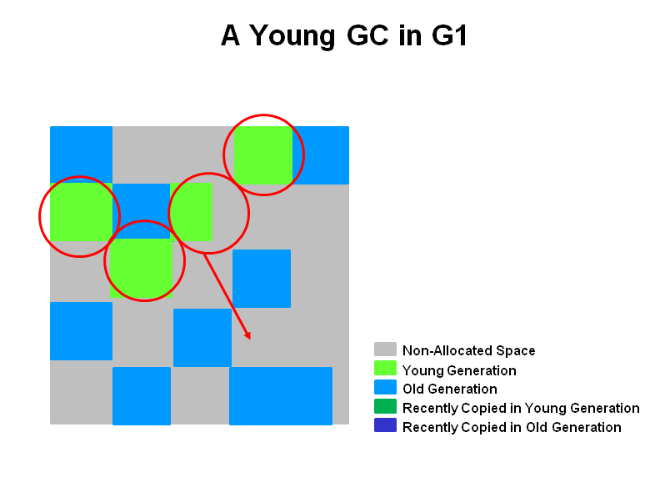 A Young GC in G1
Non-Allocated Space
Young Generation
Old Generation
Recently Copied in Young Generation
Recently Copied in Old Generation